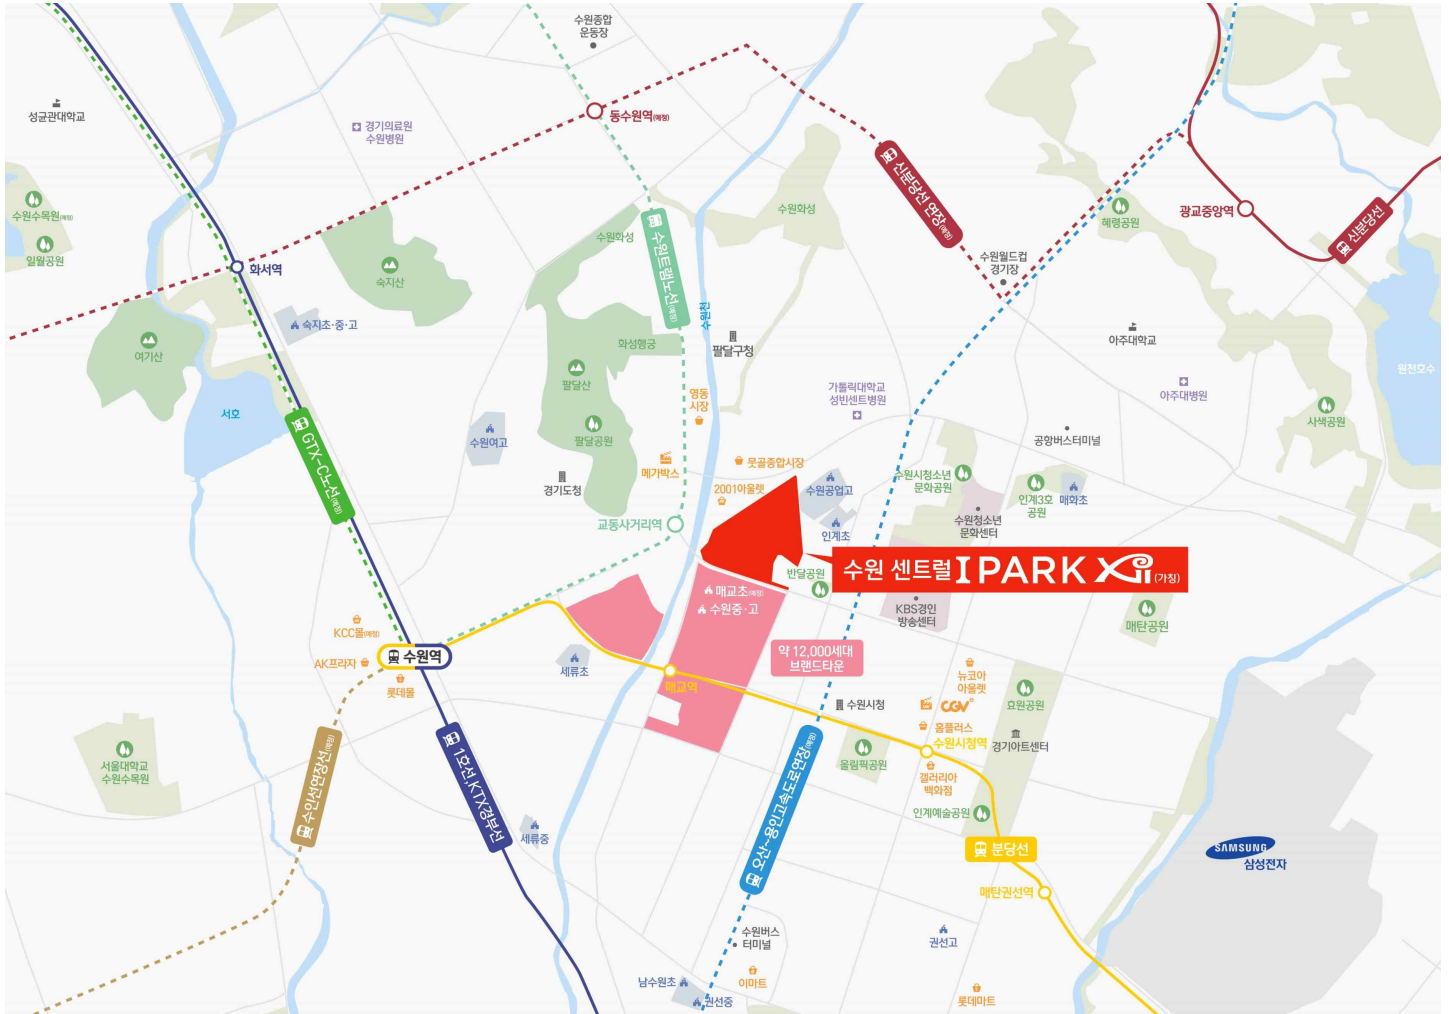 수원종합
운동장
성균관대학교
경기의료원
수원병원
동수원역(예정)
신분당선 연장(예정)
수원수목원(예정)
일월공원
화서역
숙지산
수원화성
수원트램노선(예정)
수원화성
수원천
수원월드컵
경기장
혜령공원
광교중앙역
신분당선
숙지초·중·고
여기산
서호
화성행궁
팔달산
팔달공원
팔달구청
영동
시장
아주대학교
아주대병원
원천호수
사색공원
가톨릭대학교
성빈센트병원
공항버스터미널
GTX-C노선(예정)
수원여고
경기도청
메가박스
못골종합시장
2001아울렛
수원공업고
인계초
수원시청소년
문화공원
수원청소년
문화센터
인계3호
공원
매화초
교동사거리역
수원 센트럴 I PARK XII (가칭)
반달공원
매교초(예정)
수원중·고
KBS경인
방송센터
매탄공원
KCC몰(예정)
AK프라자
롯데몰
수원역
세류초
매교역
약 12,000세대
브랜드타운
수원시청
뉴코아
아울렛
CGV
홈플러스
수원시청역
효원공원
경기아트센터
서울대학교
수원수목원
수인선연장선(예정)
1호선,KTX경부선
오산~용인고속도로연장(예정)
올림픽공원
갤러리아
백화점
인계예술공원
분당선
매탄권선역
세류중
SAMSUNG
삼성전자
수원버스
터미널
이마트
권선고
롯데마트
남수원초
권선중